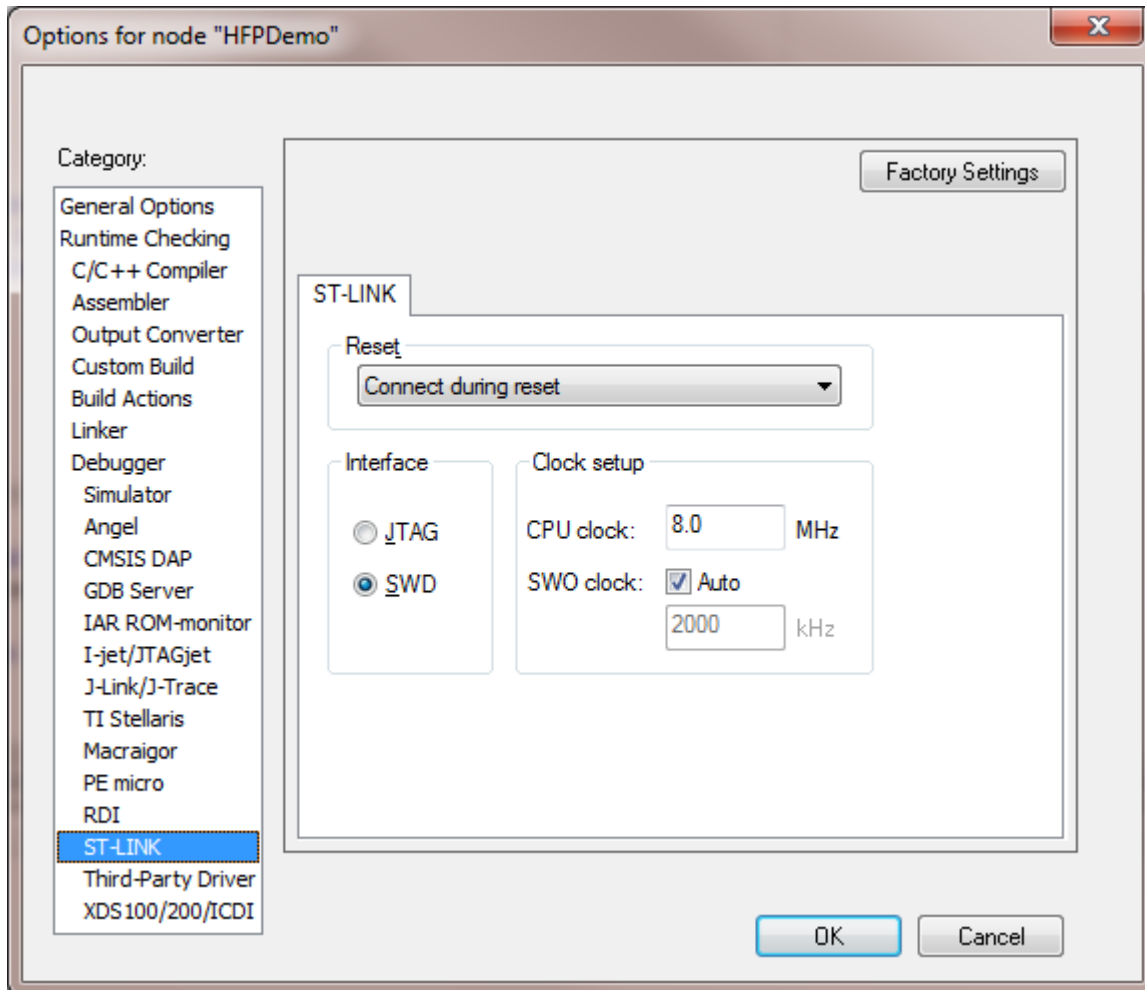 Options for node "HFPDemo"
Category:
Factory Settings
General Options
Runtime Checking
C/C++ Compiler
Assembler
Output Converter
Custom Build
Build Actions
Linker
Debugger
Simulator
Angel
CMSIS DAP
GDB Server
IAR ROM-monitor
I-jet/JTAGjet
J-Link/J-Trace
TI Stellaris
Macraigor
PE micro
RDI
ST-LINK
Third-Party Driver
XDS100/200/ICDI
ST-LINK
Reset
Connect during reset
Interface
JTAG
SWD
Clock setup
CPU clock: 8.0 MHz
SWO clock: Auto
2000 kHz
OK Cancel